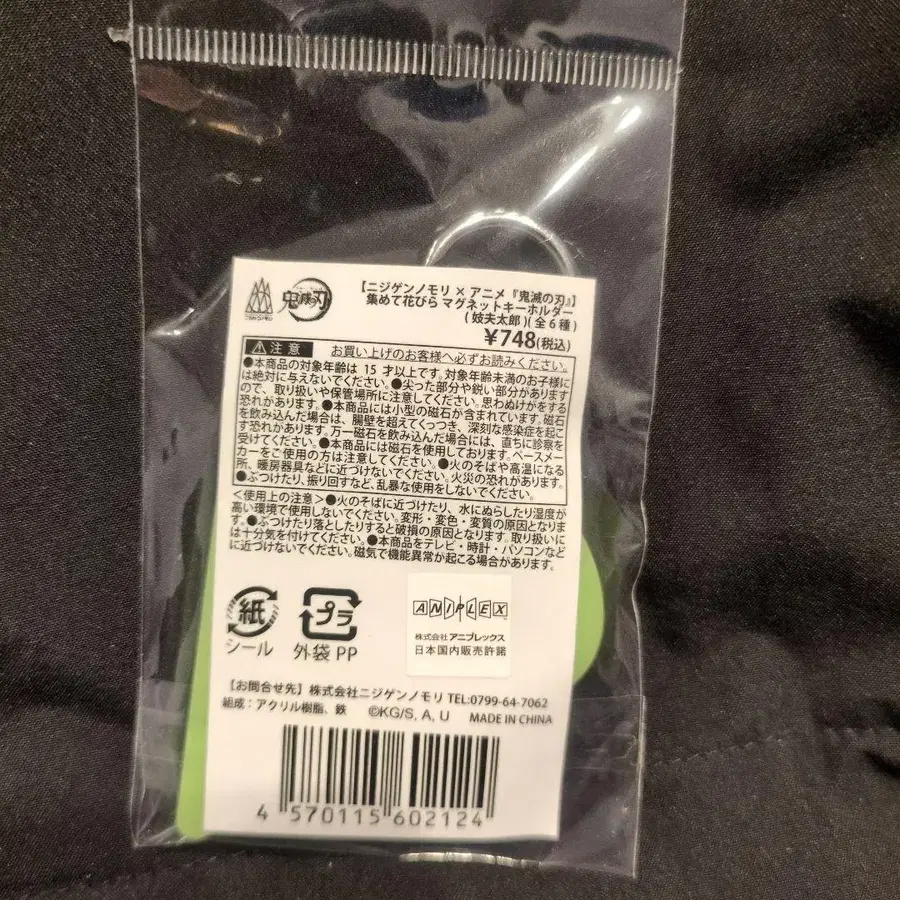 ニジゲンノモリ
鬼滅の刃
【ニジゲンノモリ × アニメ『鬼滅の刃』】
集めて花びら マグネットキーホルダー
(妓夫太郎)(全6種)
¥748(税込)
注意 お買い上げのお客様へ必ずお読みください。
●本商品の対象年齢は 15 才以上です。対象年齢未満のお子様に
は絶対に与えないでください。●尖った部分や鋭い部分があります
ので、取り扱いや保管場所に注意してください。思わぬけがをする
恐れがあります。●本商品には小型の磁石が含まれています。磁石
を飲み込んだ場合は、腸壁を超えてくっつき、深刻な感染症を起こ
す恐れがあります。万一磁石を飲み込んだ場合には、直ちに診察を
受けてください。●本商品には磁石を使用しております。ペースメー
カーをご使用の方は注意してください。●火のそばや高温になる
所、暖房器具などに近づけないでください。火災の恐れがあります。
●ぶつけたり、振り回すなど、乱暴な使用をしないでください。
<使用上の注意>●火のそばに近づけたり、水にぬらしたり湿度が
高い環境で使用しないでください。変形・変色・変質の原因となりま
す。●ぶつけたり落としたりすると破損の原因となります。取り扱いに
は十分気を付けてください。●本商品をテレビ・時計・パソコンなど
に近づけないでください。磁気で機能異常が起こる場合があります。
紙
シール
プラ
外袋 PP
ANIPLEX
株式会社 アニプレックス
日本国内販売許諾
【お問合せ先】株式会社ニジゲンノモリ TEL:0799-64-7062
組成:アクリル樹脂、鉄 ©KG/S, A, U MADE IN CHINA
4 570115 602124